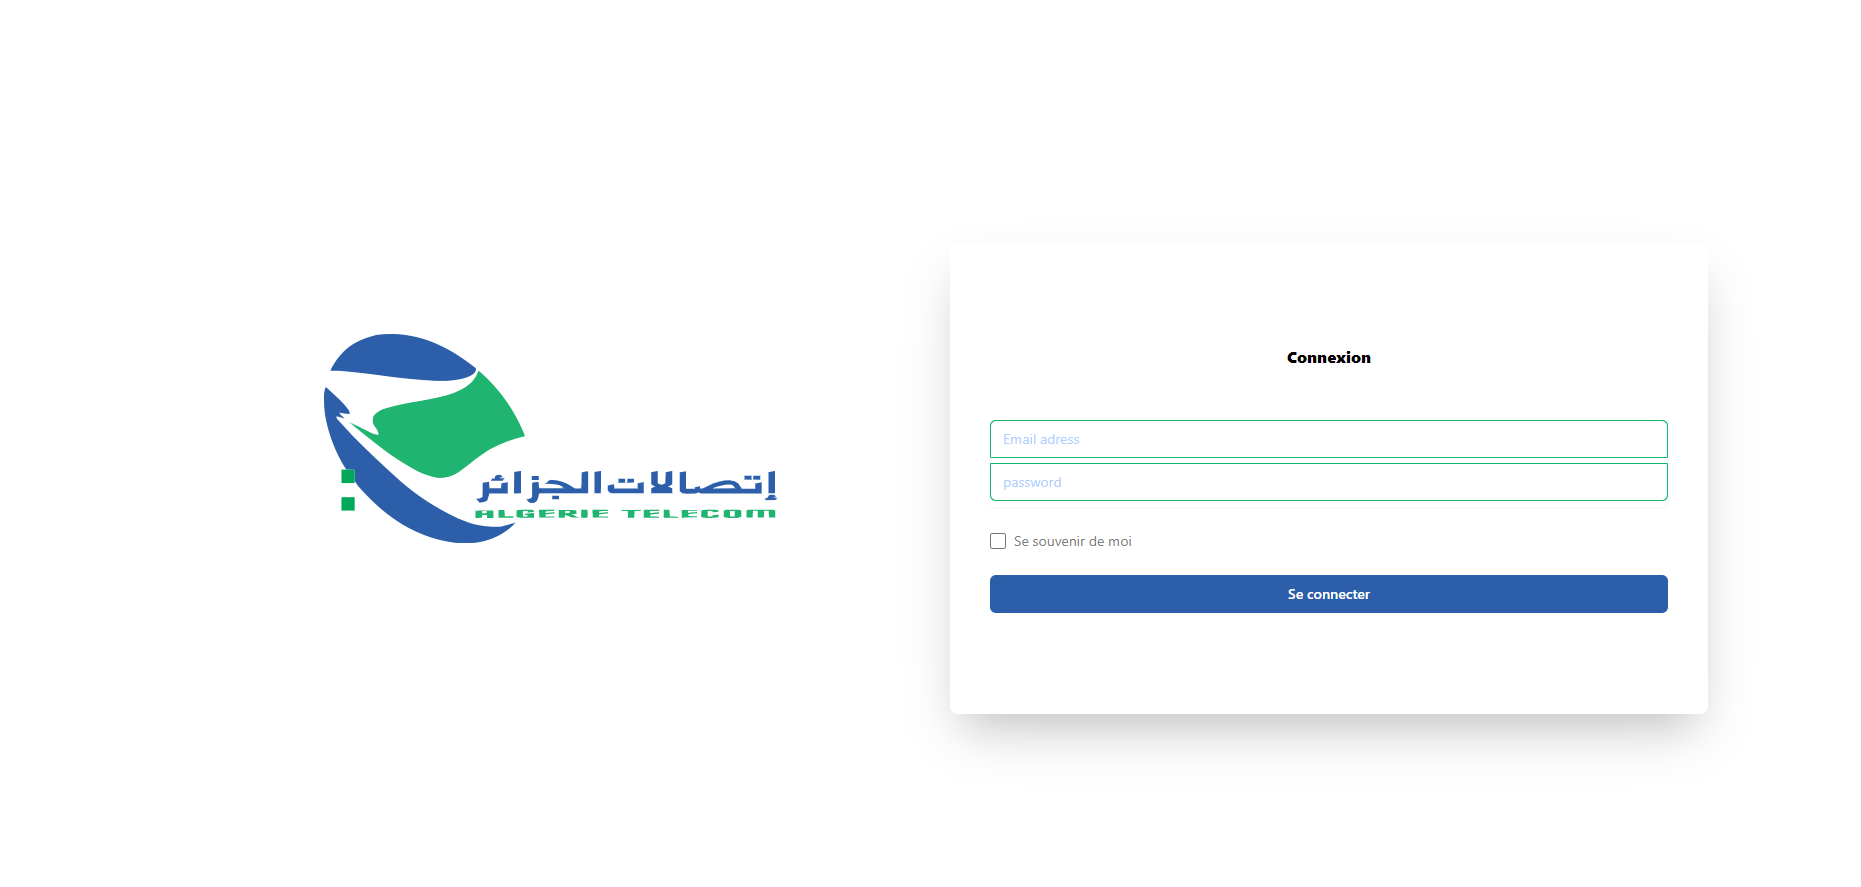 إتصالات الجزائر
ALGERIE TELECOM
Connexion
Email adress
password
Se souvenir de moi
Se connecter